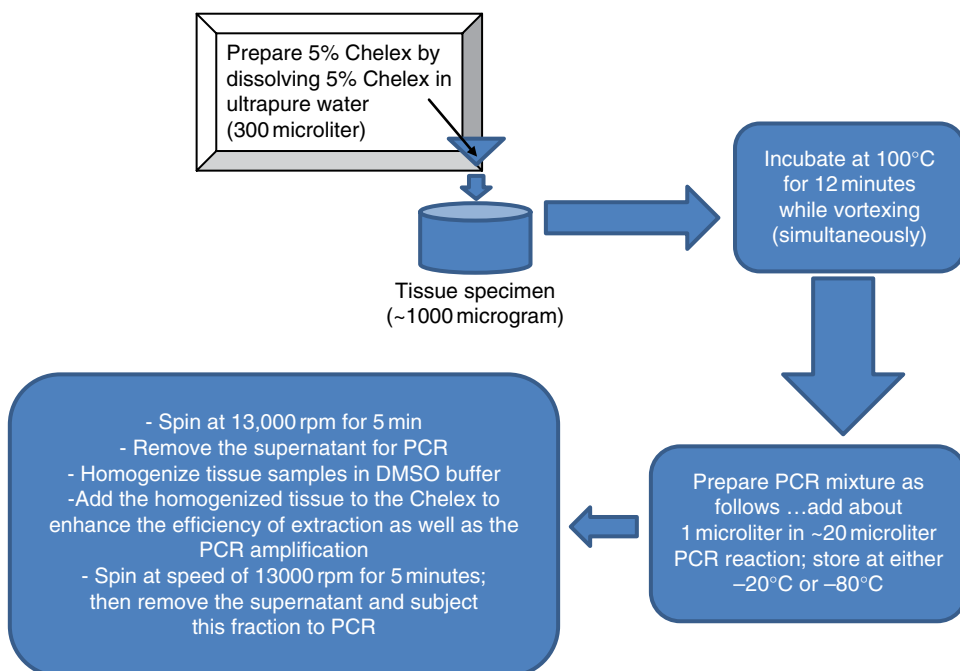 Prepare 5% Chelex by
dissolving 5% Chelex in
ultrapure water
(300 microliter)
Tissue specimen
(~1000 microgram)
Incubate at 100°C
for 12 minutes
while vortexing
(simultaneously)
Prepare PCR mixture as
follows …add about
1 microliter in ~20 microliter
PCR reaction; store at either
–20°C or –80°C
- Spin at 13,000 rpm for 5 min
- Remove the supernatant for PCR
- Homogenize tissue samples in DMSO buffer
-Add the homogenized tissue to the Chelex to
enhance the efficiency of extraction as well as the
PCR amplification
- Spin at speed of 13000 rpm for 5 minutes;
then remove the supernatant and subject
this fraction to PCR